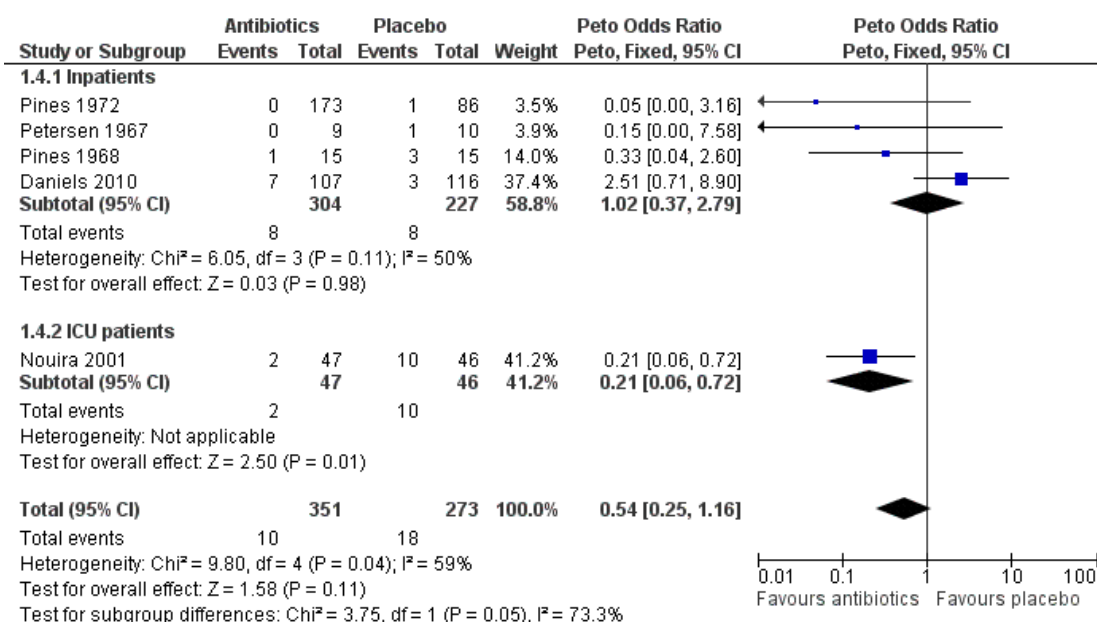 Antibiotics Placebo Peto Odds Ratio Peto Odds Ratio
Study or Subgroup Events Total Events Total Weight Peto, Fixed, 95% CI Peto, Fixed, 95% CI
1.4.1 Inpatients
Pines 1972 0 173 1 86 3.5% 0.05 [0.00, 3.16]
Petersen 1967 0 9 1 10 3.9% 0.15 [0.00, 7.58]
Pines 1968 1 15 3 15 14.0% 0.33 [0.04, 2.60]
Daniels 2010 7 107 3 116 37.4% 2.51 [0.71, 8.90]
Subtotal (95% CI) 304 227 58.8% 1.02 [0.37, 2.79]
Total events 8 8
Heterogeneity: Chi² = 6.05, df = 3 (P = 0.11); I² = 50%
Test for overall effect: Z = 0.03 (P = 0.98)
1.4.2 ICU patients
Nouira 2001 2 47 10 46 41.2% 0.21 [0.06, 0.72]
Subtotal (95% CI) 47 46 41.2% 0.21 [0.06, 0.72]
Total events 2 10
Heterogeneity: Not applicable
Test for overall effect: Z = 2.50 (P = 0.01)
Total (95% CI) 351 273 100.0% 0.54 [0.25, 1.16]
Total events 10 18
Heterogeneity: Chi² = 9.80, df = 4 (P = 0.04); I² = 59%
Test for overall effect: Z = 1.58 (P = 0.11)
Test for subgroup differences: Chi² = 3.75, df = 1 (P = 0.05), I² = 73.3%
0.01 0.1 1 10 100
Favours antibiotics Favours placebo